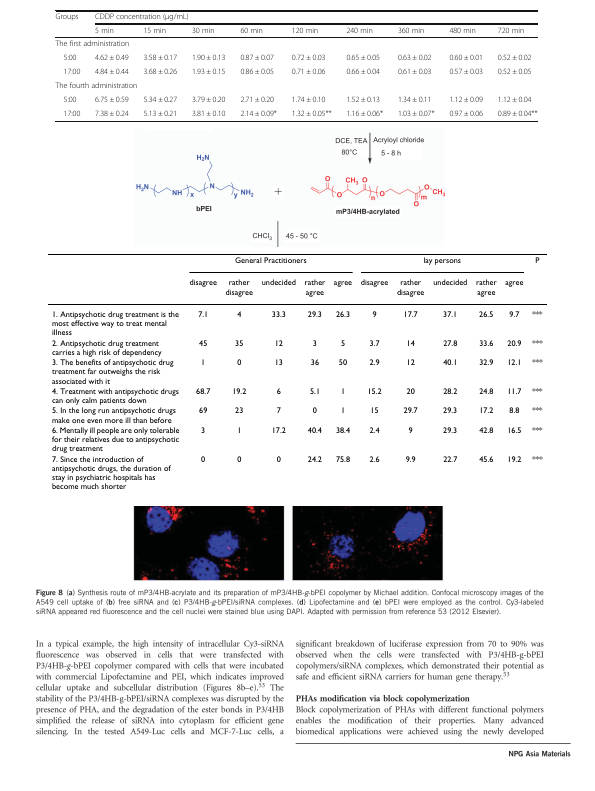 Groups CDDP concentration (µg/mL)
5 min 15 min 30 min 60 min 120 min 240 min 360 min 480 min 720 min
The first administration
5:00 4.62 ± 0.49 3.58 ± 0.17 1.90 ± 0.13 0.87 ± 0.07 0.72 ± 0.03 0.65 ± 0.05 0.63 ± 0.02 0.60 ± 0.01 0.52 ± 0.02
17:00 4.84 ± 0.44 3.68 ± 0.26 1.93 ± 0.15 0.86 ± 0.05 0.71 ± 0.06 0.66 ± 0.04 0.61 ± 0.03 0.57 ± 0.03 0.52 ± 0.05
The fourth administration
5:00 6.75 ± 0.59 5.34 ± 0.27 3.79 ± 0.20 2.71 ± 0.20 1.74 ± 0.10 1.52 ± 0.13 1.34 ± 0.11 1.12 ± 0.09 1.12 ± 0.04
17:00 7.38 ± 0.24 5.13 ± 0.21 3.81 ± 0.10 2.14 ± 0.09* 1.32 ± 0.05** 1.16 ± 0.06* 1.03 ± 0.07* 0.97 ± 0.06 0.89 ± 0.04**
DCE, TEA Acryloyl chloride
80°C 5 - 8 h
H₂N
H₂N NH x N y NH₂ + O O CH₃ O n O O m O CH₃
bPEI mP3/4HB-acrylated
CHCl₃ 45 - 50 °C
General Practitioners lay persons P
disagree rather disagree undecided rather agree agree disagree rather disagree undecided rather agree agree
1. Antipsychotic drug treatment is the 7.1 4 33.3 29.3 26.3 9 17.7 37.1 26.5 9.7 ***
most effective way to treat mental
illness
2. Antipsychotic drug treatment 45 35 12 3 5 3.7 14 27.8 33.6 20.9 ***
carries a high risk of dependency
3. The benefits of antipsychotic drug 1 0 13 36 50 2.9 12 40.1 32.9 12.1 ***
treatment far outweighs the risk
associated with it
4. Treatment with antipsychotic drugs 68.7 19.2 6 5.1 1 15.2 20 28.2 24.8 11.7 ***
can only calm patients down
5. In the long run antipsychotic drugs 69 23 7 0 1 15 29.7 29.3 17.2 8.8 ***
make one even more ill than before
6. Mentally ill people are only tolerable 3 1 17.2 40.4 38.4 2.4 9 29.3 42.8 16.5 ***
for their relatives due to antipsychotic
drug treatment
7. Since the introduction of 0 0 0 24.2 75.8 2.6 9.9 22.7 45.6 19.2 ***
antipsychotic drugs, the duration of
stay in psychiatric hospitals has
become much shorter
Figure 8 (a) Synthesis route of mP3/4HB-acrylate and its preparation of mP3/4HB-g-bPEI copolymer by Michael addition. Confocal microscopy images of the
A549 cell uptake of (b) free siRNA and (c) P3/4HB-g-bPEI/siRNA complexes. (d) Lipofectamine and (e) bPEI were employed as the control. Cy3-labeled
siRNA appeared red fluorescence and the cell nuclei were stained blue using DAPI. Adapted with permission from reference 53 (2012 Elsevier).
In a typical example, the high intensity of intracellular Cy3-siRNA
fluorescence was observed in cells that were transfected with
P3/4HB-g-bPEI copolymer compared with cells that were incubated
with commercial Lipofectamine and PEI, which indicates improved
cellular uptake and subcellular distribution (Figures 8b–e).⁵³ The
stability of the P3/4HB-g-bPEI/siRNA complexes was disrupted by the
presence of PHA, and the degradation of the ester bonds in P3/4HB
simplified the release of siRNA into cytoplasm for efficient gene
silencing. In the tested A549-Luc cells and MCF-7-Luc cells, a
significant breakdown of luciferase expression from 70 to 90% was
observed when the cells were transfected with P3/4HB-g-bPEI
copolymers/siRNA complexes, which demonstrated their potential as
safe and efficient siRNA carriers for human gene therapy.⁵³
PHAs modification via block copolymerization
Block copolymerization of PHAs with different functional polymers
enables the modification of their properties. Many advanced
biomedical applications were achieved using the newly developed
NPG Asia Materials